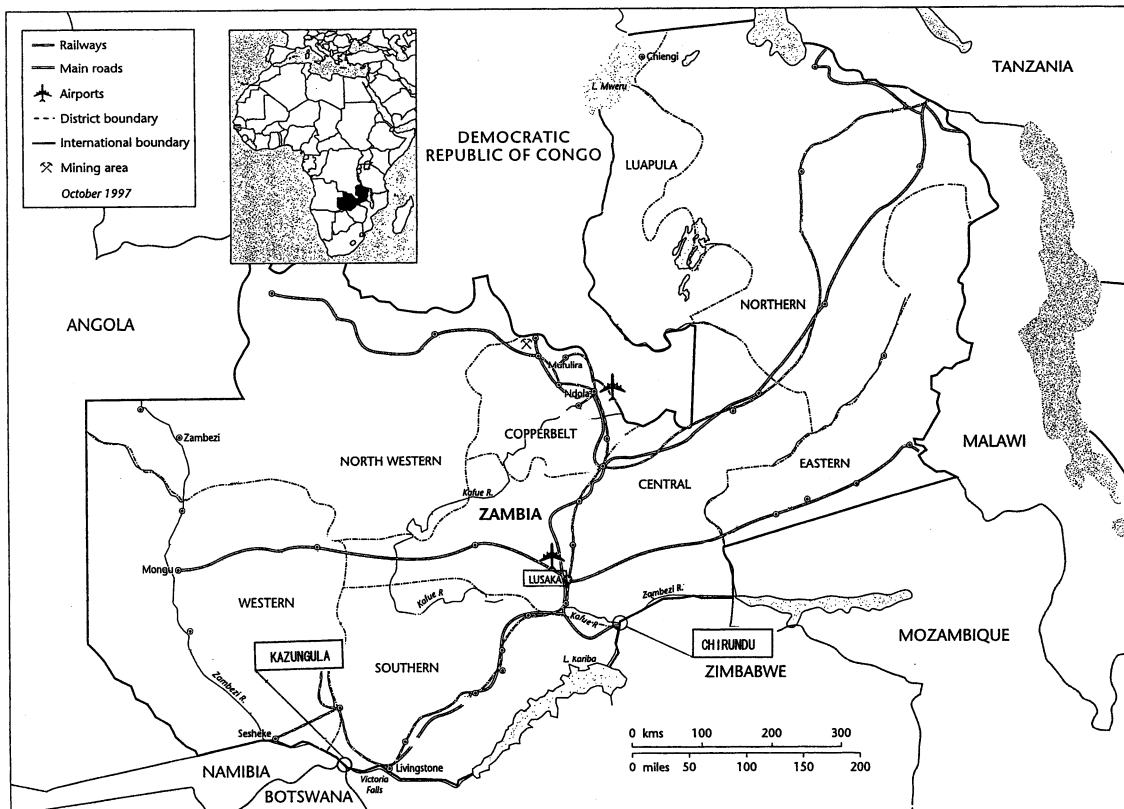 Railways
Main roads
Airports
District boundary
International boundary
Mining area
October 1997
TANZANIA
Chiengi
L. Mweru
DEMOCRATIC
REPUBLIC OF CONGO
LUAPULA
NORTHERN
ANGOLA
Mufulira
Ndola
COPPERBELT
Zambezi
NORTH WESTERN
MALAWI
EASTERN
CENTRAL
Kafue R.
ZAMBIA
Mongu
LUSAKA
WESTERN
Kafue R
Kafue R
Zambezi R.
MOZAMBIQUE
CHIRUNDU
KAZUNGULA
SOUTHERN
L. Kariba
ZIMBABWE
Zambezi R.
Sesheke
Livingstone
Victoria
Falls
NAMIBIA
BOTSWANA
0 kms 100 200 300
0 miles 50 100 150 200